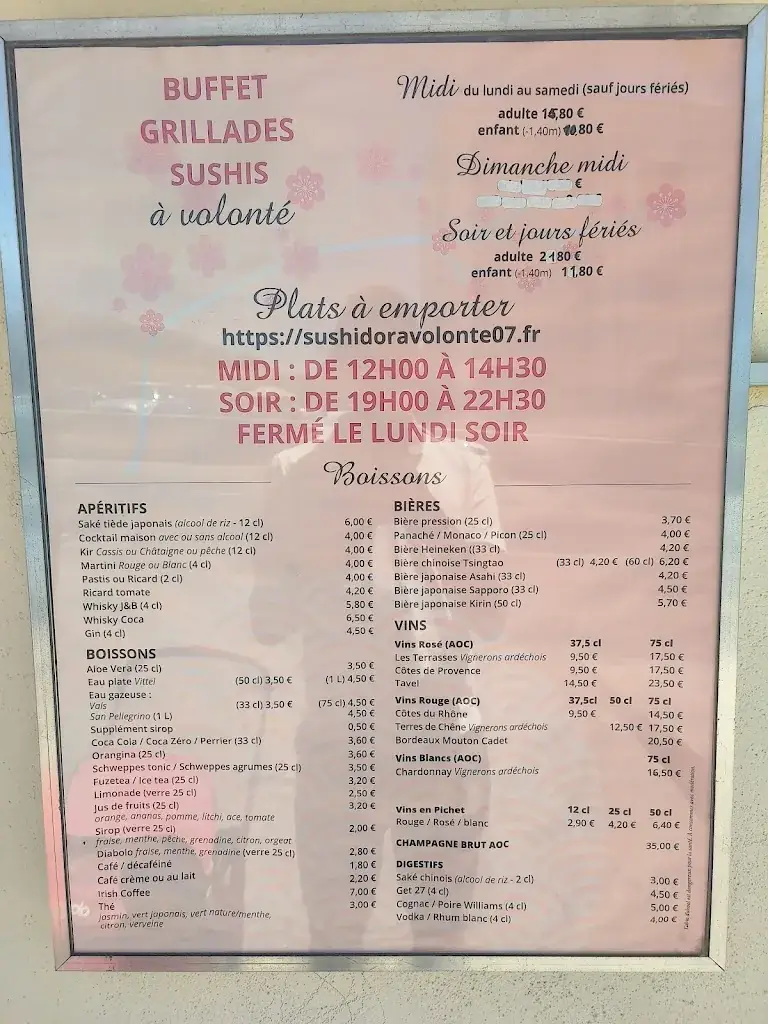 BUFFET
GRILLADES
SUSHIS
à volonté
Midi du lundi au samedi (sauf jours fériés)
adulte 15,80 €
enfant (-1,40m) 10,80 €
Dimanche midi
€
Soir et jours fériés
adulte 21,80 €
enfant (-1,40m) 11,80 €
Plats à emporter
https://sushidoravolonte07.fr
MIDI : DE 12H00 À 14H30
SOIR : DE 19H00 À 22H30
FERMÉ LE LUNDI SOIR
Boissons
APÉRITIFS
Saké tiède japonais (alcool de riz - 12 cl) 6,00 €
Cocktail maison avec ou sans alcool (12 cl) 4,00 €
Kir Cassis ou Châtaigne ou pêche (12 cl) 4,00 €
Martini Rouge ou Blanc (4 cl) 4,00 €
Pastis ou Ricard (2 cl) 4,00 €
Ricard tomate 4,20 €
Whisky J&B (4 cl) 5,80 €
Whisky Coca 6,50 €
Gin (4 cl) 4,50 €
BOISSONS
Aloe Vera (25 cl) 3,50 €
Eau plate Vittel (50 cl) 3,50 € (1 L) 4,50 €
Eau gazeuse :
Vals (33 cl) 3,50 € (75 cl) 4,50 €
San Pellegrino (1 L) 4,50 €
Supplément sirop 0,50 €
Coca Cola / Coca Zéro / Perrier (33 cl) 3,60 €
Orangina (25 cl) 3,60 €
Schweppes tonic / Schweppes agrumes (25 cl) 3,50 €
Fuzetea / Ice tea (25 cl) 3,20 €
Limonade (verre 25 cl) 2,50 €
Jus de fruits (25 cl) 3,20 €
orange, ananas, pomme, litchi, ace, tomate
Sirop (verre 25 cl) 2,00 €
fraise, menthe, pêche, grenadine, citron, orgeat
Diabolo fraise, menthe, grenadine (verre 25 cl) 2,80 €
Café / décaféiné 1,80 €
Café crème ou au lait 2,20 €
Irish Coffee 7,00 €
Thé 3,00 €
jasmin, vert japonais, vert nature/menthe,
citron, verveine
BIÈRES
Bière pression (25 cl) 3,70 €
Panaché / Monaco / Picon (25 cl) 4,00 €
Bière Heineken ((33 cl) 4,20 €
Bière chinoise Tsingtao (33 cl) 4,20 € (60 cl) 6,20 €
Bière japonaise Asahi (33 cl) 4,20 €
Bière japonaise Sapporo (33 cl) 4,50 €
Bière japonaise Kirin (50 cl) 5,70 €
VINS
Vins Rosé (AOC) 37,5 cl 75 cl
Les Terrasses Vignerons ardéchois 9,50 € 17,50 €
Côtes de Provence 9,50 € 17,50 €
Tavel 14,50 € 23,50 €
Vins Rouge (AOC) 37,5cl 50 cl 75 cl
Côtes du Rhône 9,50 € 14,50 €
Terres de Chêne Vignerons ardéchois 12,50 € 17,50 €
Bordeaux Mouton Cadet 20,50 €
Vins Blancs (AOC) 75 cl
Chardonnay Vignerons ardéchois 16,50 €
Vins en Pichet 12 cl 25 cl 50 cl
Rouge / Rosé / blanc 2,90 € 4,20 € 6,40 €
CHAMPAGNE BRUT AOC 35,00 €
DIGESTIFS
Saké chinois (alcool de riz - 2 cl) 3,00 €
Get 27 (4 cl) 4,50 €
Cognac / Poire Williams (4 cl) 5,00 €
Vodka / Rhum blanc (4 cl) 4,00 €
L'abus d'alcool est dangereux pour la santé. A consommer avec modération.